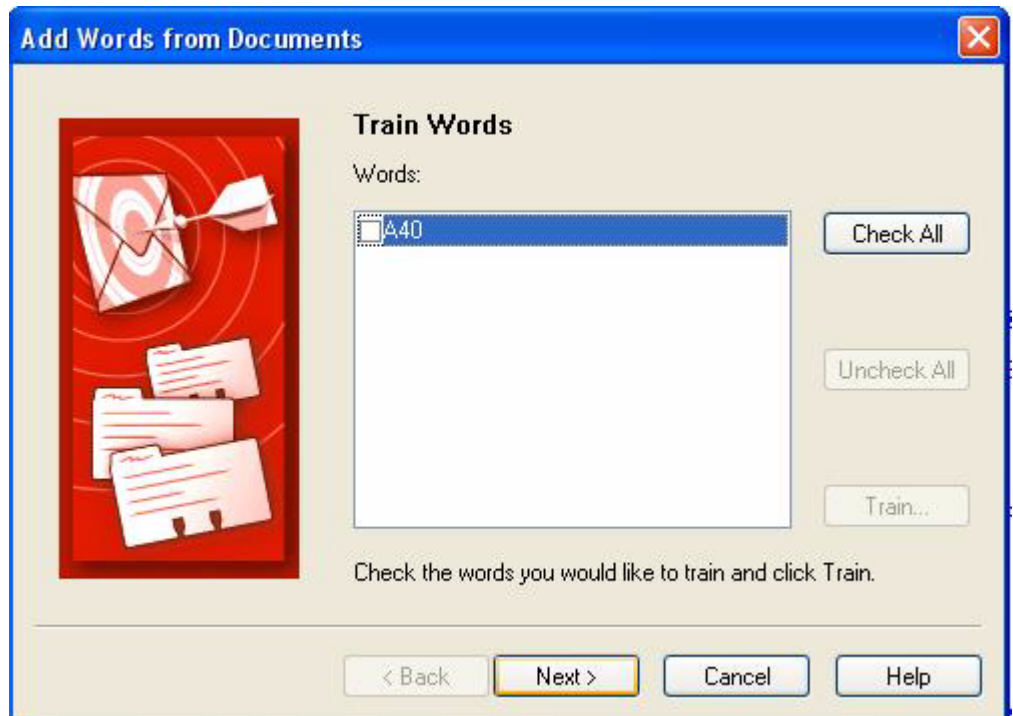 Add Words from Documents
Train Words
Words:
A40
Check All
Uncheck All
Train...
Check the words you would like to train and click Train.
< Back
Next >
Cancel
Help